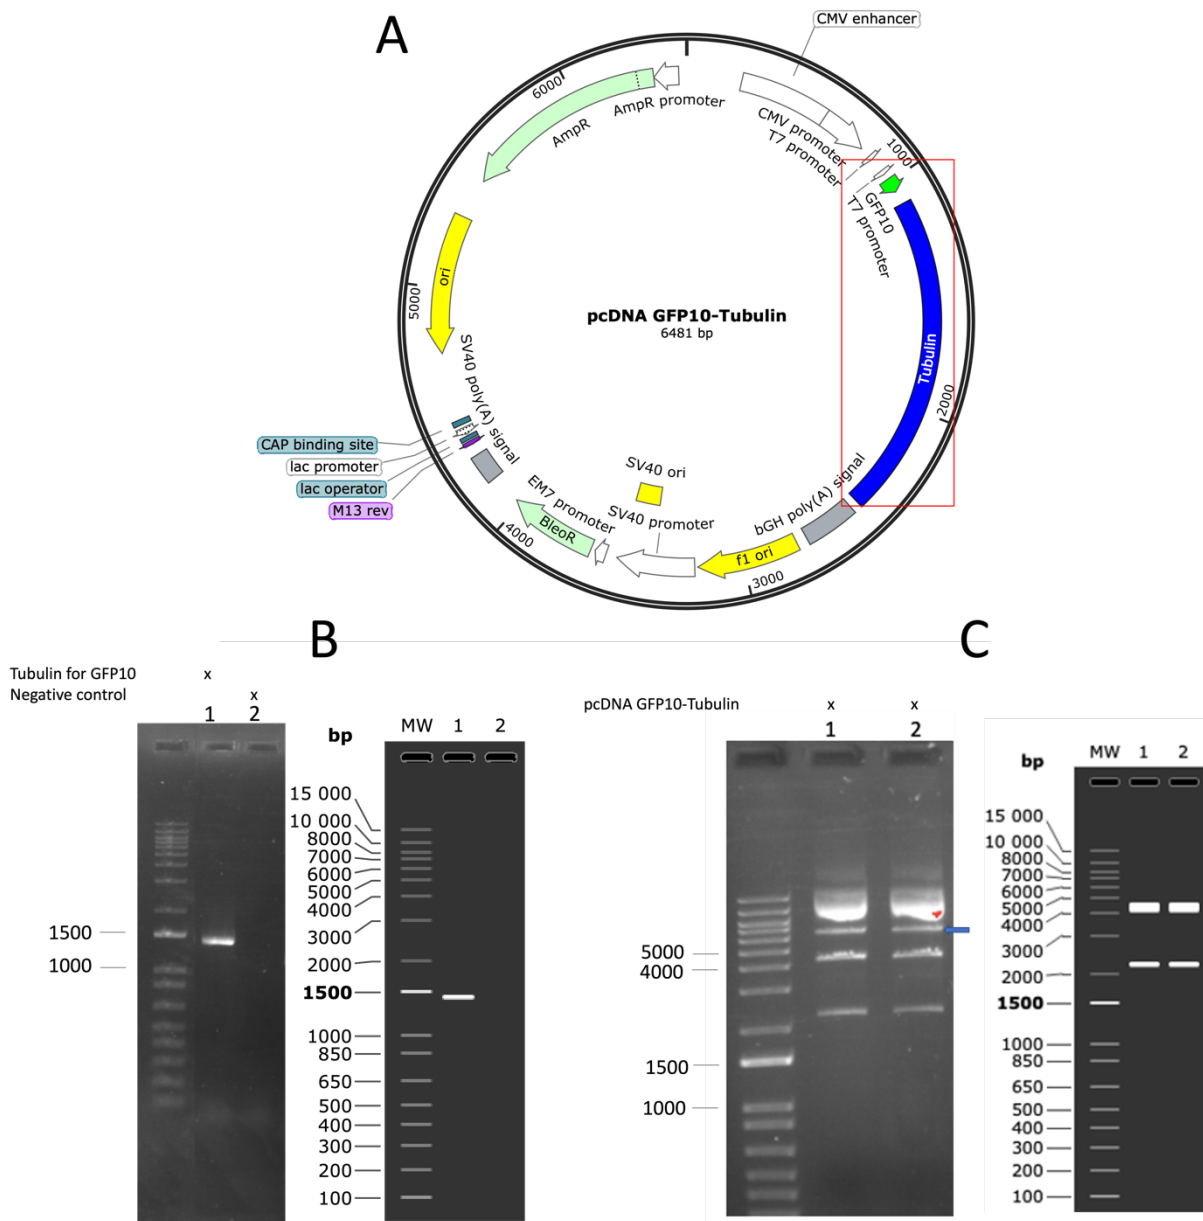 A
CMV enhancer
6000
AmpR promoter
AmpR
CMV promoter
T7 promoter
1000
GFP10
T7 promoter
ori
5000
pcDNA GFP10-Tubulin
6481 bp
Tubulin
2000
SV40 poly(A) signal
CAP binding site
lac promoter
lac operator
M13 rev
4000
BleoR
EM7 promoter
SV40 ori
SV40 promoter
f1 ori
bGH poly(A) signal
3000
B
Tubulin for GFP10 x
Negative control x
1 2
1500
1000
bp MW 1 2
15 000
10 000
8000
7000
6000
5000
4000
3000
2000
1500
1000
850
650
500
400
300
200
100
C
pcDNA GFP10-Tubulin x x
1 2
5000
4000
1500
1000
bp MW 1 2
15 000
10 000
8000
7000
6000
5000
4000
3000
2000
1500
1000
850
650
500
400
300
200
100